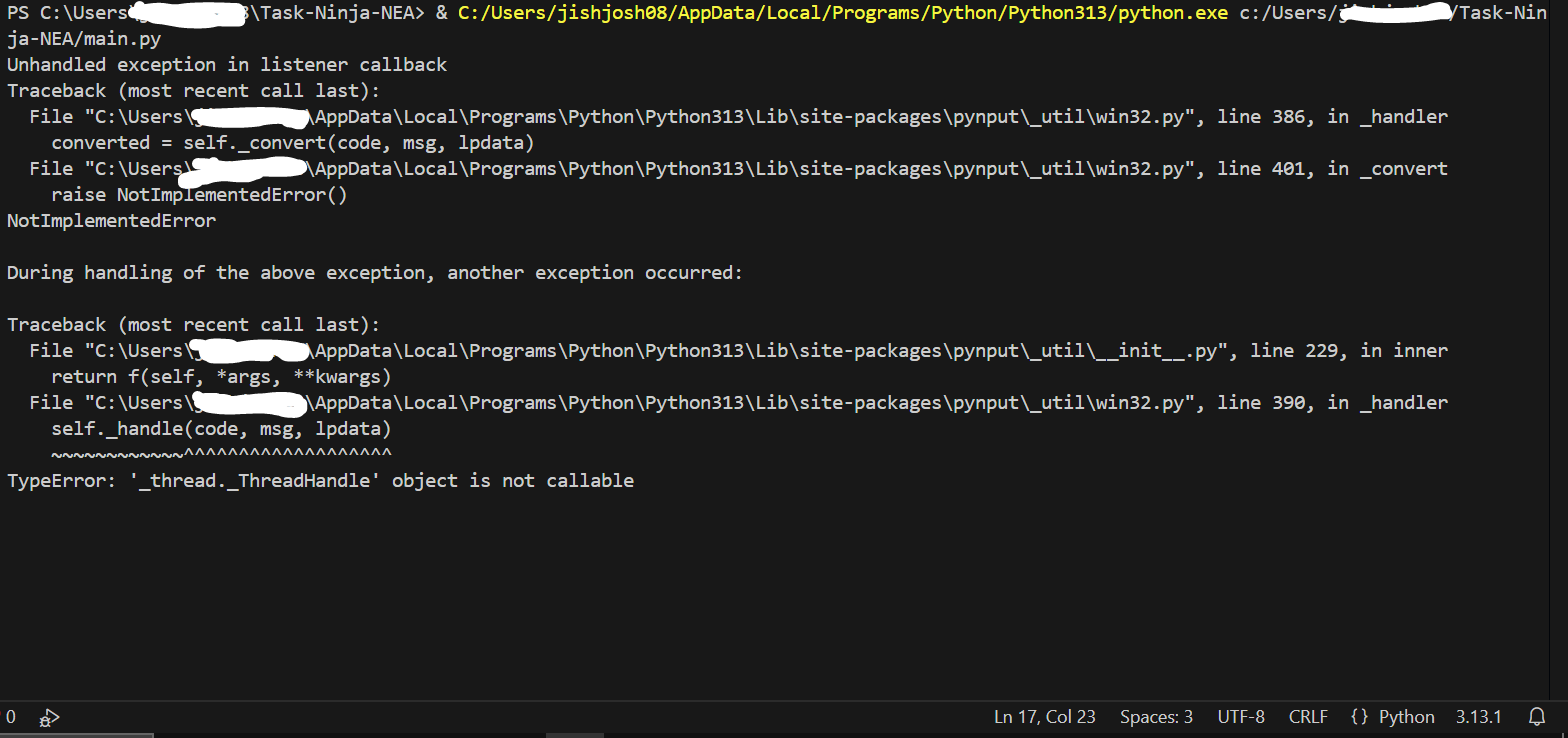 PS C:\Users\8\Task-Ninja-NEA> & C:/Users/jishjosh08/AppData/Local/Programs/Python/Python313/python.exe c:/Users/ /Task-Nin
ja-NEA/main.py
Unhandled exception in listener callback
Traceback (most recent call last):
File "C:\Users\ \AppData\Local\Programs\Python\Python313\Lib\site-packages\pynput\_util\win32.py", line 386, in _handler
converted = self._convert(code, msg, lpdata)
File "C:\Users\ \AppData\Local\Programs\Python\Python313\Lib\site-packages\pynput\_util\win32.py", line 401, in _convert
raise NotImplementedError()
NotImplementedError
During handling of the above exception, another exception occurred:
Traceback (most recent call last):
File "C:\Users\ \AppData\Local\Programs\Python\Python313\Lib\site-packages\pynput\_util\__init__.py", line 229, in inner
return f(self, *args, **kwargs)
File "C:\Users\ \AppData\Local\Programs\Python\Python313\Lib\site-packages\pynput\_util\win32.py", line 390, in _handler
self._handle(code, msg, lpdata)
~~~~~~~~~~~~^^^^^^^^^^^^^^^^^^^
TypeError: '_thread._ThreadHandle' object is not callable
0 Ln 17, Col 23 Spaces: 3 UTF-8 CRLF {} Python 3.13.1